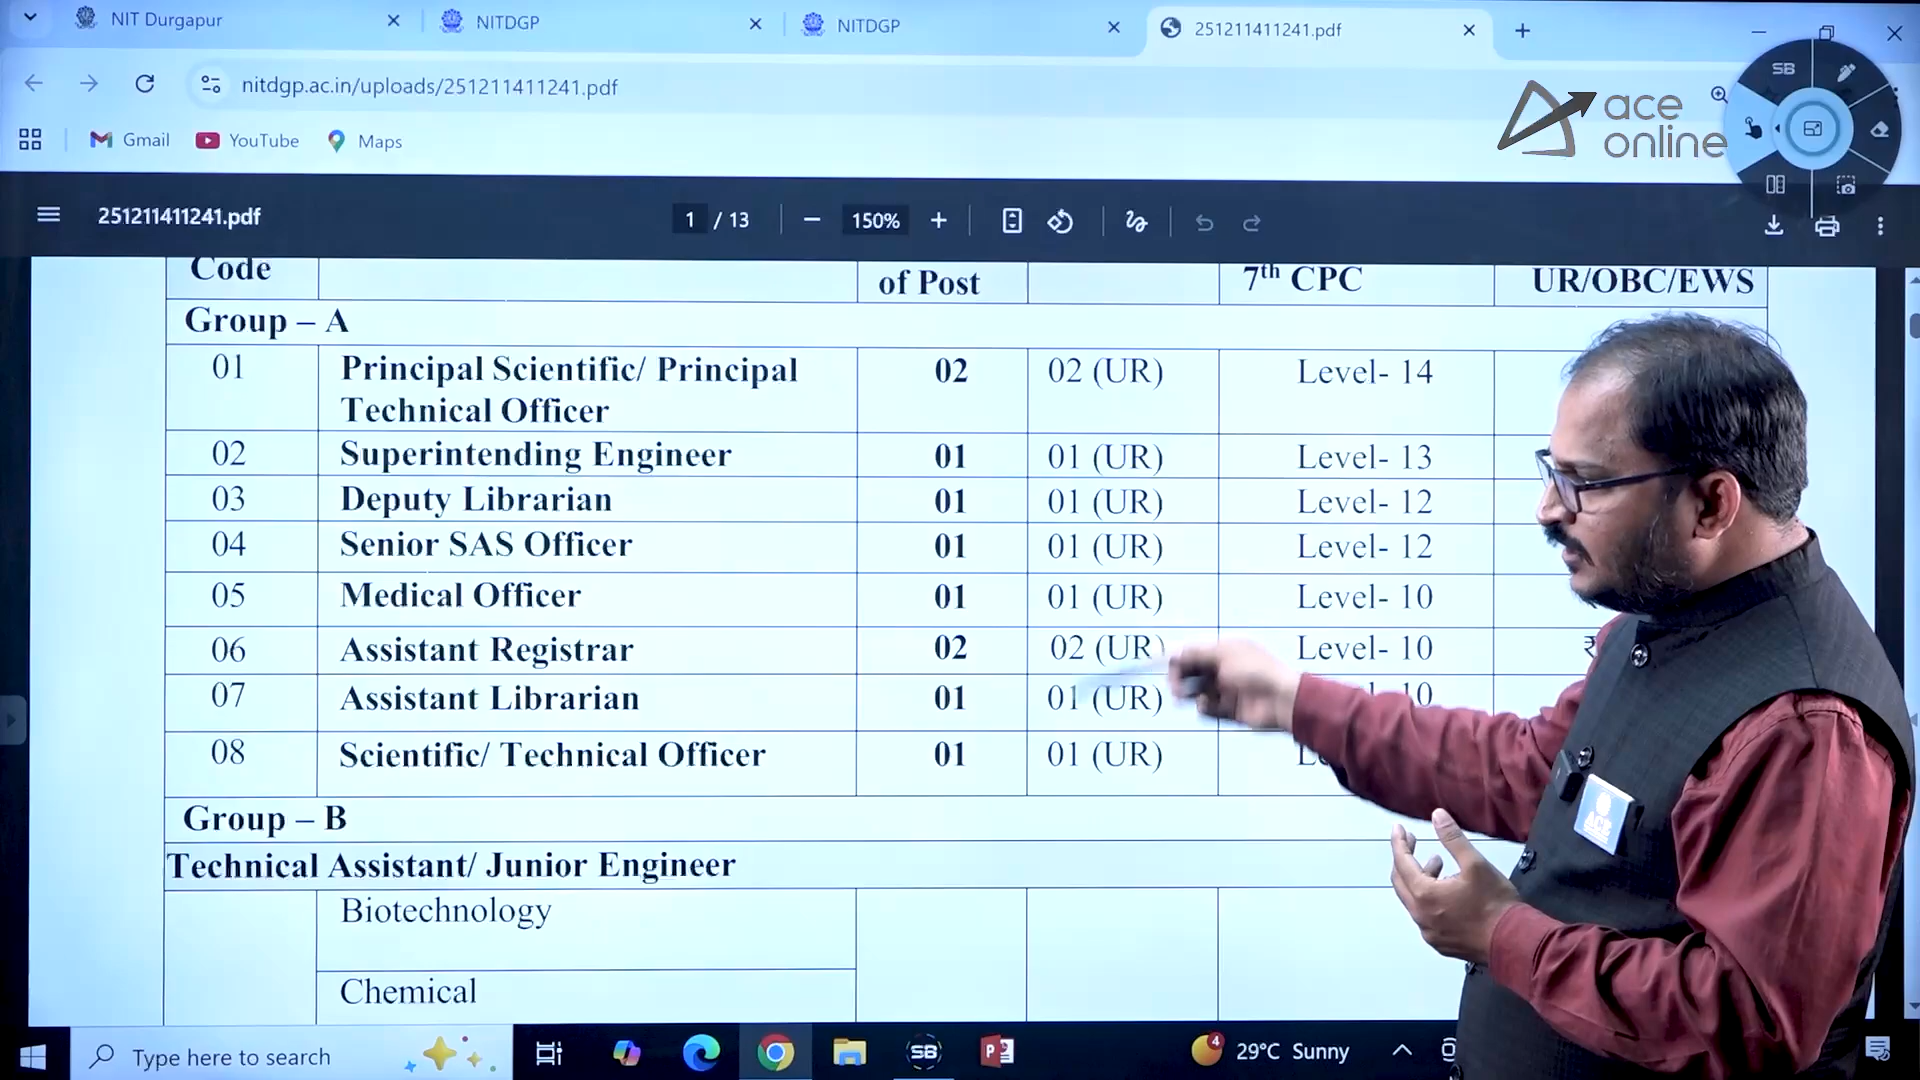 NIT Durgapur
NITDGP
NITDGP
251211411241.pdf
nitdgp.ac.in/uploads/251211411241.pdf
SB
ace
online
Gmail
YouTube
Maps
251211411241.pdf
1 / 13
150%
Code
of Post
7th CPC
UR/OBC/EWS
Group – A
01 Principal Scientific/ Principal 02 02 (UR) Level- 14
Technical Officer
02 Superintending Engineer 01 01 (UR) Level- 13
03 Deputy Librarian 01 01 (UR) Level- 12
04 Senior SAS Officer 01 01 (UR) Level- 12
05 Medical Officer 01 01 (UR) Level- 10
06 Assistant Registrar 02 02 (UR) Level- 10 ₹
07 Assistant Librarian 01 01 (UR) 10
08 Scientific/ Technical Officer 01 01 (UR)
Group – B
Technical Assistant/ Junior Engineer
Biotechnology
Chemical
ACE
Type here to search
SB
4
29°C Sunny